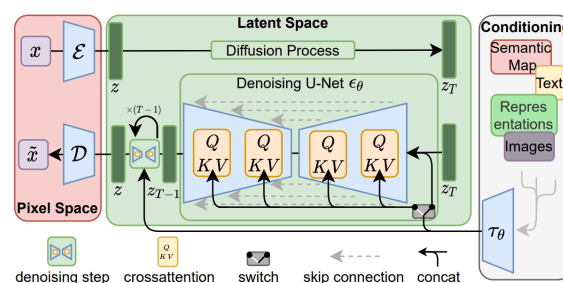 Latent Space
Conditioning
x
ℰ
z
Diffusion Process
z_T
Semantic
Map
Text
Repres
entations
Images
Denoising U-Net ϵ_θ
×(T−1)
Q
KV
Q
KV
Q
KV
Q
KV
x̃
𝒟
z
z_{T−1}
z_T
Pixel Space
τ_θ
Q
KV
denoising step
crossattention
switch
skip connection
concat